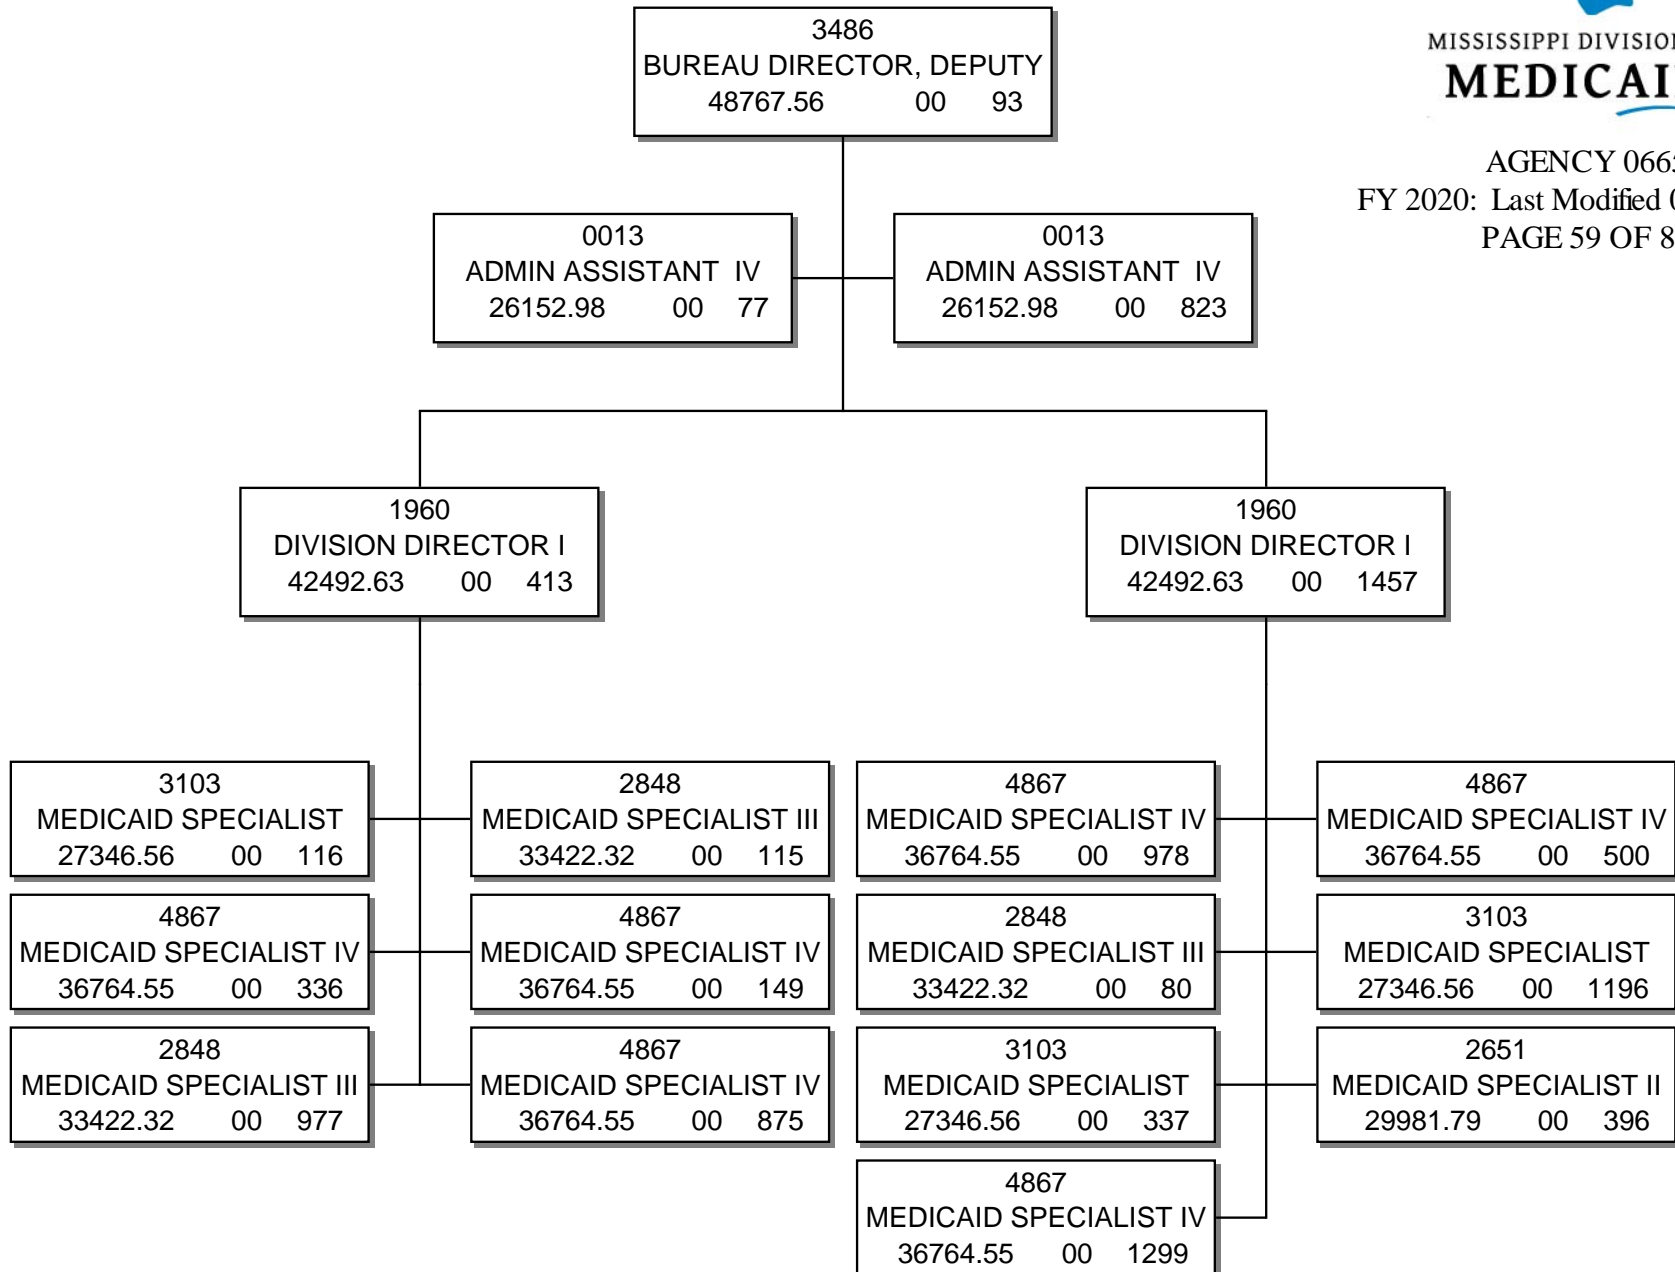 3486
BUREAU DIRECTOR, DEPUTY
48767.56 00 93
MISSISSIPPI DIVISION
MEDICAI
AGENCY 066
FY 2020: Last Modified
PAGE 59 OF 8
0013
ADMIN ASSISTANT IV
26152.98 00 77
0013
ADMIN ASSISTANT IV
26152.98 00 823
1960
DIVISION DIRECTOR I
42492.63 00 413
1960
DIVISION DIRECTOR I
42492.63 00 1457
3103
MEDICAID SPECIALIST
27346.56 00 116
2848
MEDICAID SPECIALIST III
33422.32 00 115
4867
MEDICAID SPECIALIST IV
36764.55 00 978
4867
MEDICAID SPECIALIST IV
36764.55 00 500
4867
MEDICAID SPECIALIST IV
36764.55 00 336
4867
MEDICAID SPECIALIST IV
36764.55 00 149
2848
MEDICAID SPECIALIST III
33422.32 00 80
3103
MEDICAID SPECIALIST
27346.56 00 1196
2848
MEDICAID SPECIALIST III
33422.32 00 977
4867
MEDICAID SPECIALIST IV
36764.55 00 875
3103
MEDICAID SPECIALIST
27346.56 00 337
2651
MEDICAID SPECIALIST II
29981.79 00 396
4867
MEDICAID SPECIALIST IV
36764.55 00 1299